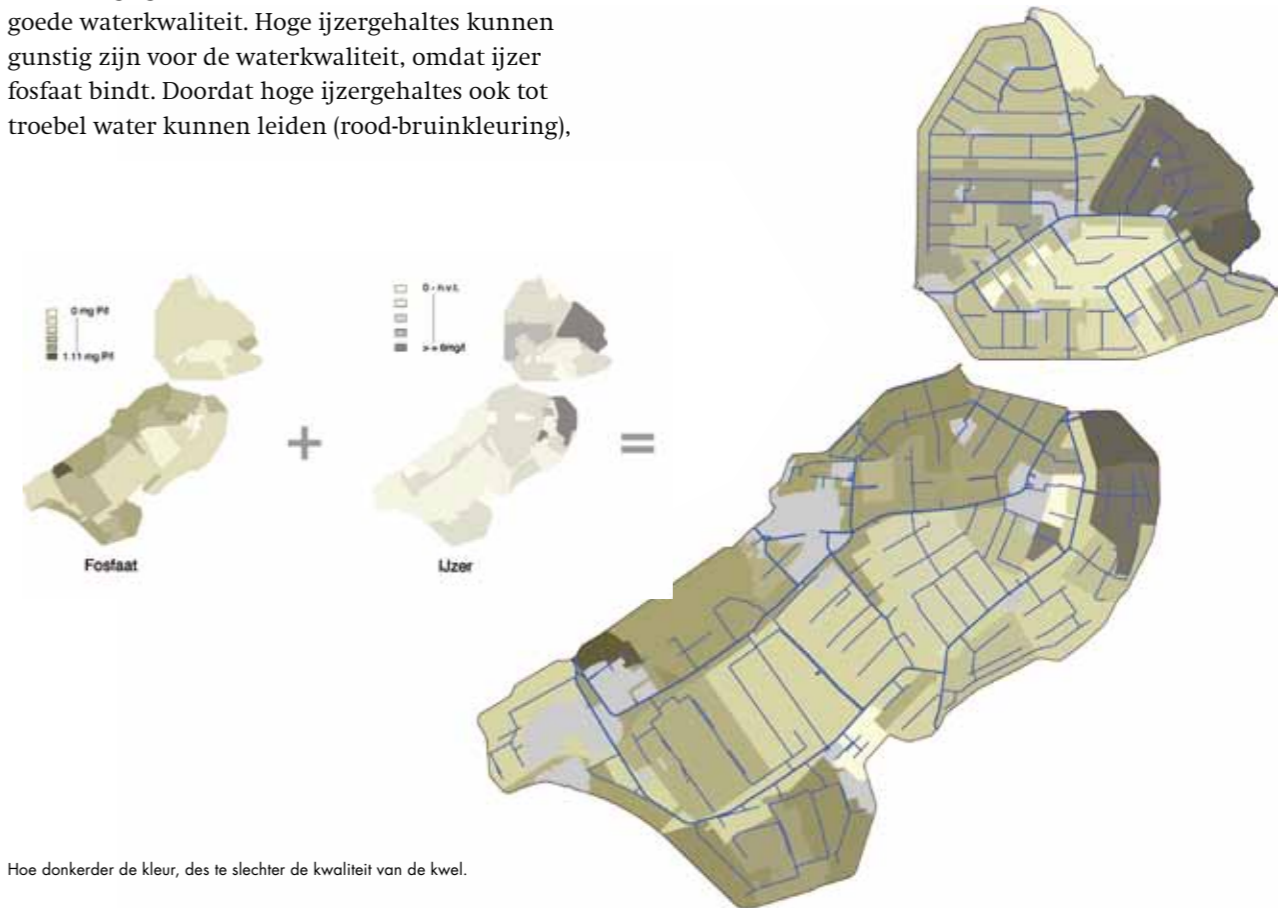 goede waterkwaliteit. Hoge ijzergehaltes kunnen
gunstig zijn voor de waterkwaliteit, omdat ijzer
fosfaat bindt. Doordat hoge ijzergehaltes ook tot
troebel water kunnen leiden (rood-bruinkleuring),
0 mg P/l
1.11 mg P/l
Fosfaat
+
0 - n.v.t.
>= 6mg/l
IJzer
=
Hoe donkerder de kleur, des te slechter de kwaliteit van de kwel.